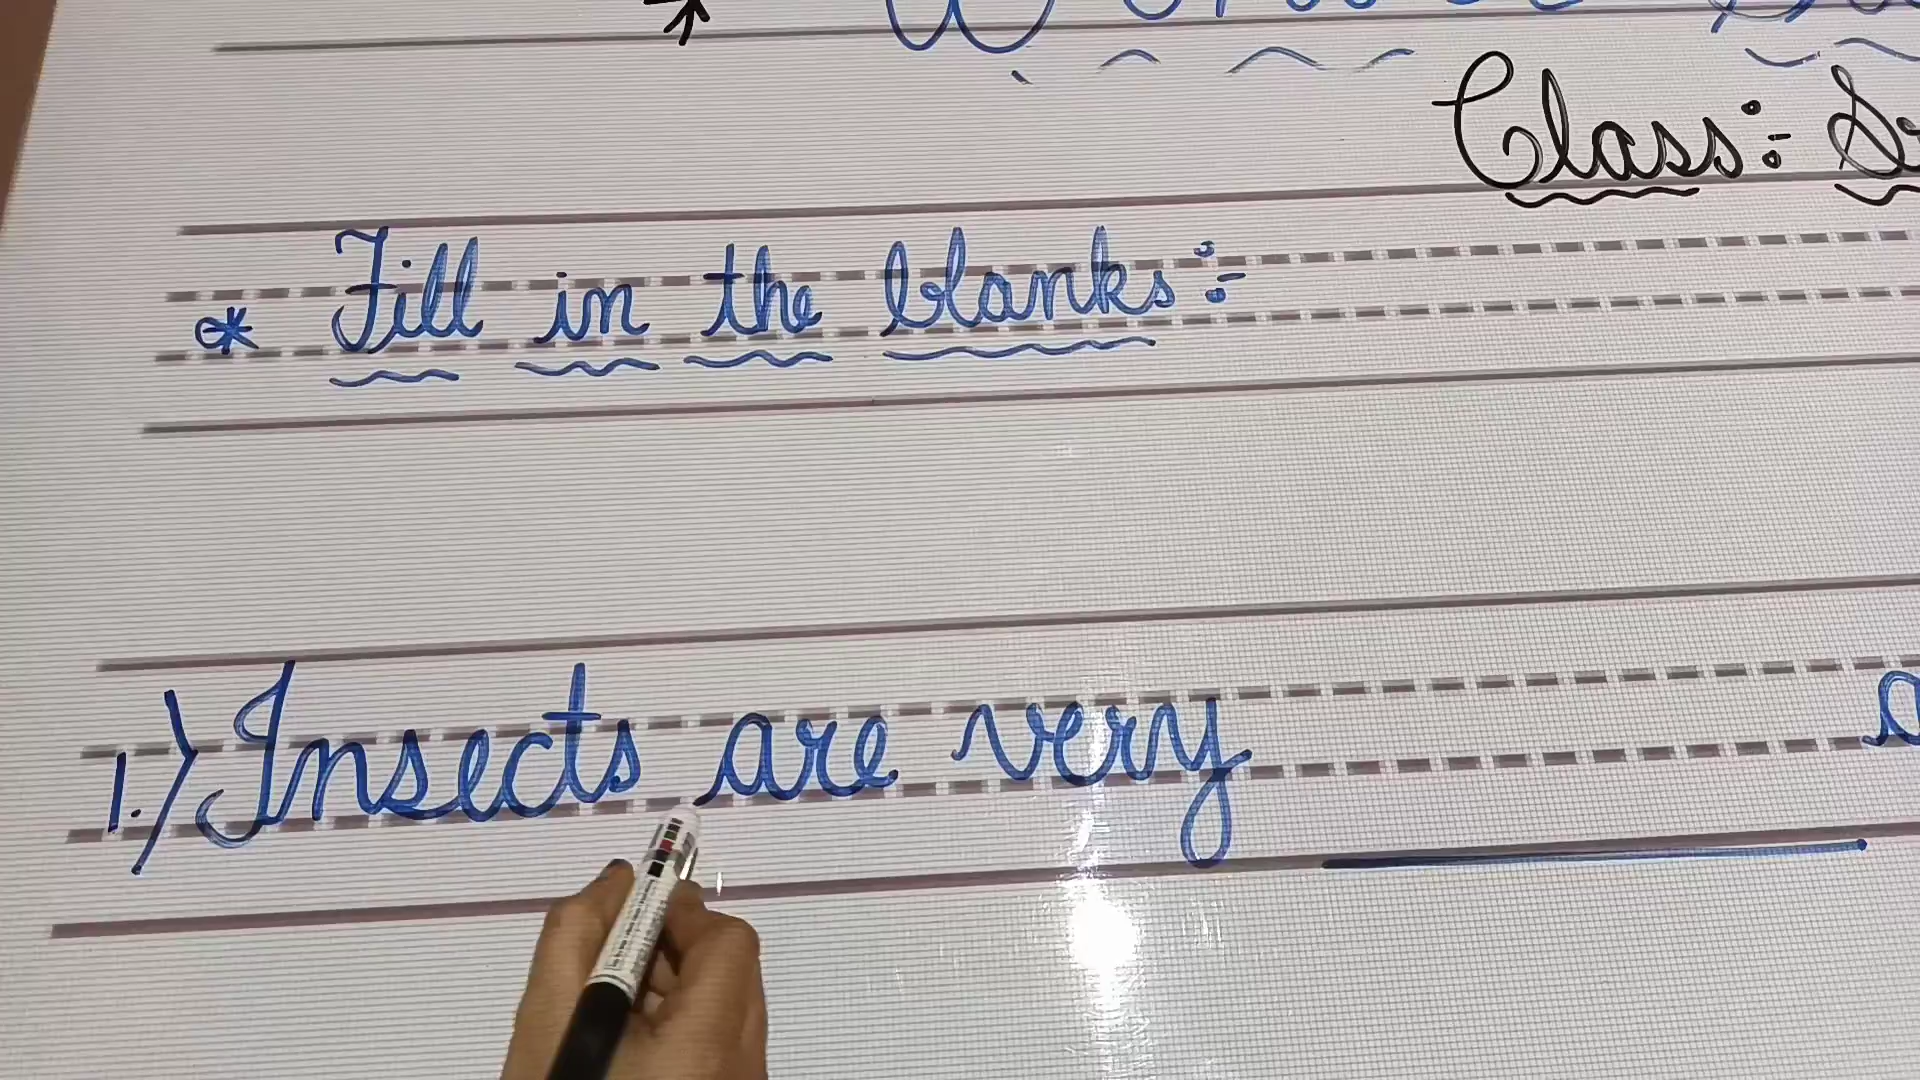 Class:-
* Fill in the blanks:-
1.) Insects are very